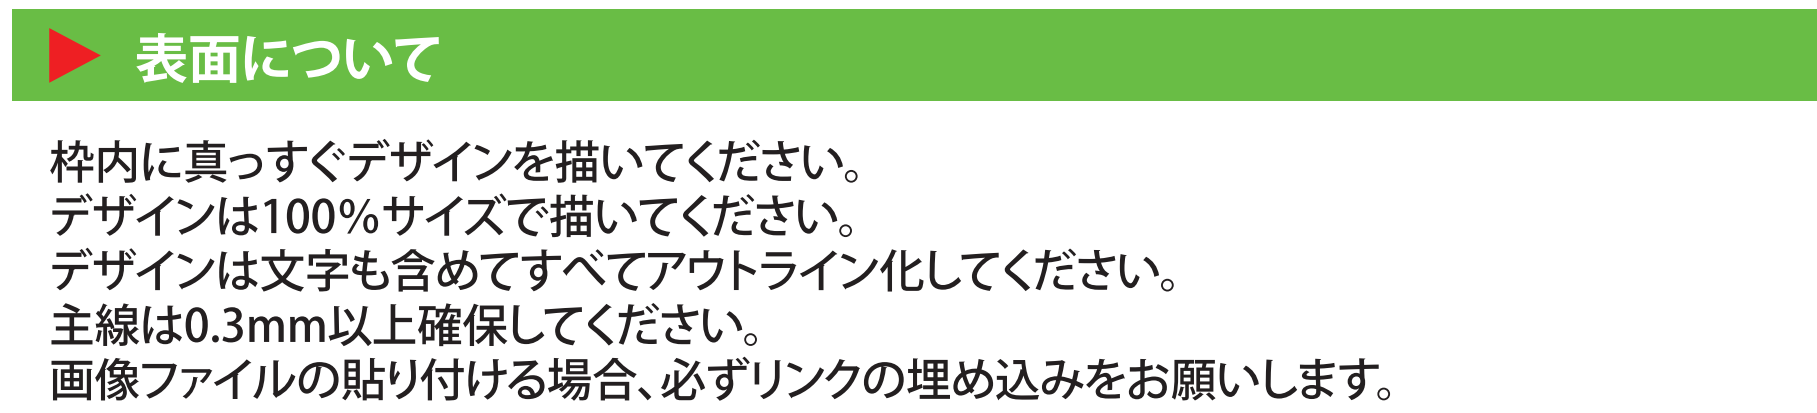 表面について
枠内に真っすぐデザインを描いてください。
デザインは100%サイズで描いてください。
デザインは文字も含めてすべてアウトライン化してください。
主線は0.3mm以上確保してください。
画像ファイルの貼り付ける場合、必ずリンクの埋め込みをお願いします。